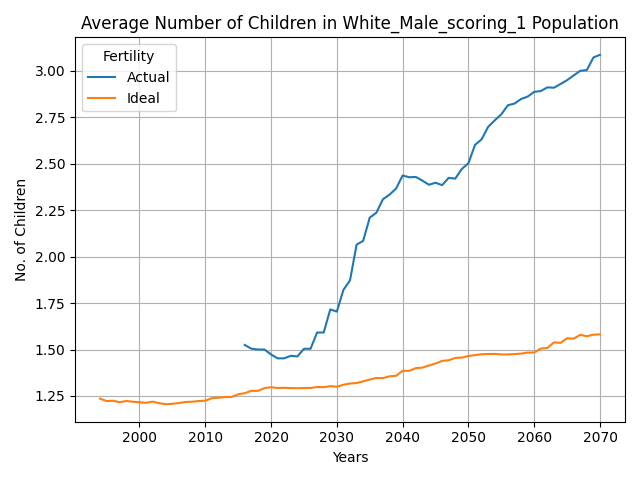 Average Number of Children in White_Male_scoring_1 Population
Fertility
Actual
Ideal
No. of Children
3.00
2.75
2.50
2.25
2.00
1.75
1.50
1.25
2000 2010 2020 2030 2040 2050 2060 2070
Years